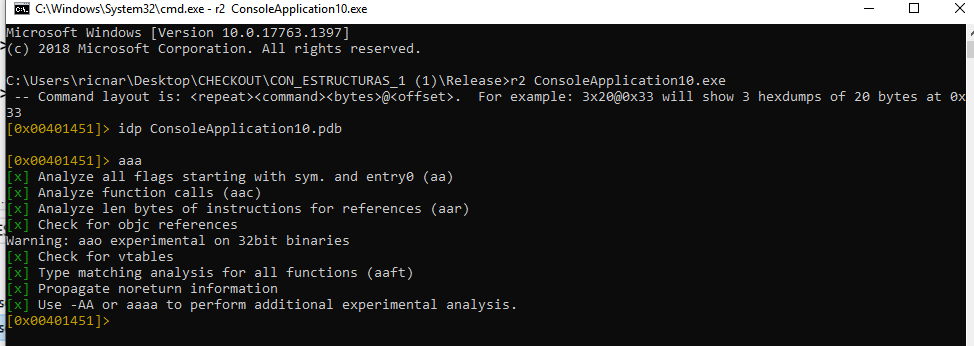 C:\Windows\System32\cmd.exe - r2 ConsoleApplication10.exe
Microsoft Windows [Version 10.0.17763.1397]
(c) 2018 Microsoft Corporation. All rights reserved.
C:\Users\ricnar\Desktop\CHECKOUT\CON_ESTRUCTURAS_1 (1)\Release>r2 ConsoleApplication10.exe
-- Command layout is: <repeat><command><bytes>@<offset>.  For example: 3x20@0x33 will show 3 hexdumps of 20 bytes at 0x
33
[0x00401451]> idp ConsoleApplication10.pdb
[0x00401451]> aaa
[x] Analyze all flags starting with sym. and entry0 (aa)
[x] Analyze function calls (aac)
[x] Analyze len bytes of instructions for references (aar)
[x] Check for objc references
Warning: aao experimental on 32bit binaries
[x] Check for vtables
[x] Type matching analysis for all functions (aaft)
[x] Propagate noreturn information
[x] Use -AA or aaaa to perform additional experimental analysis.
[0x00401451]>